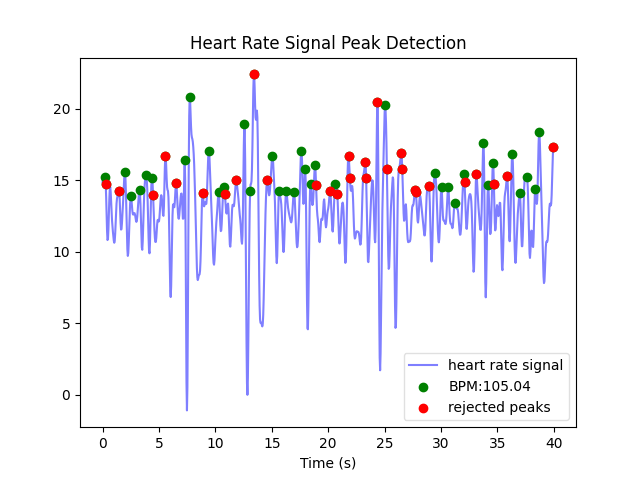 Heart Rate Signal Peak Detection
20
15
10
5
0
heart rate signal
BPM:105.04
rejected peaks
0 5 10 15 20 25 30 35 40
Time (s)